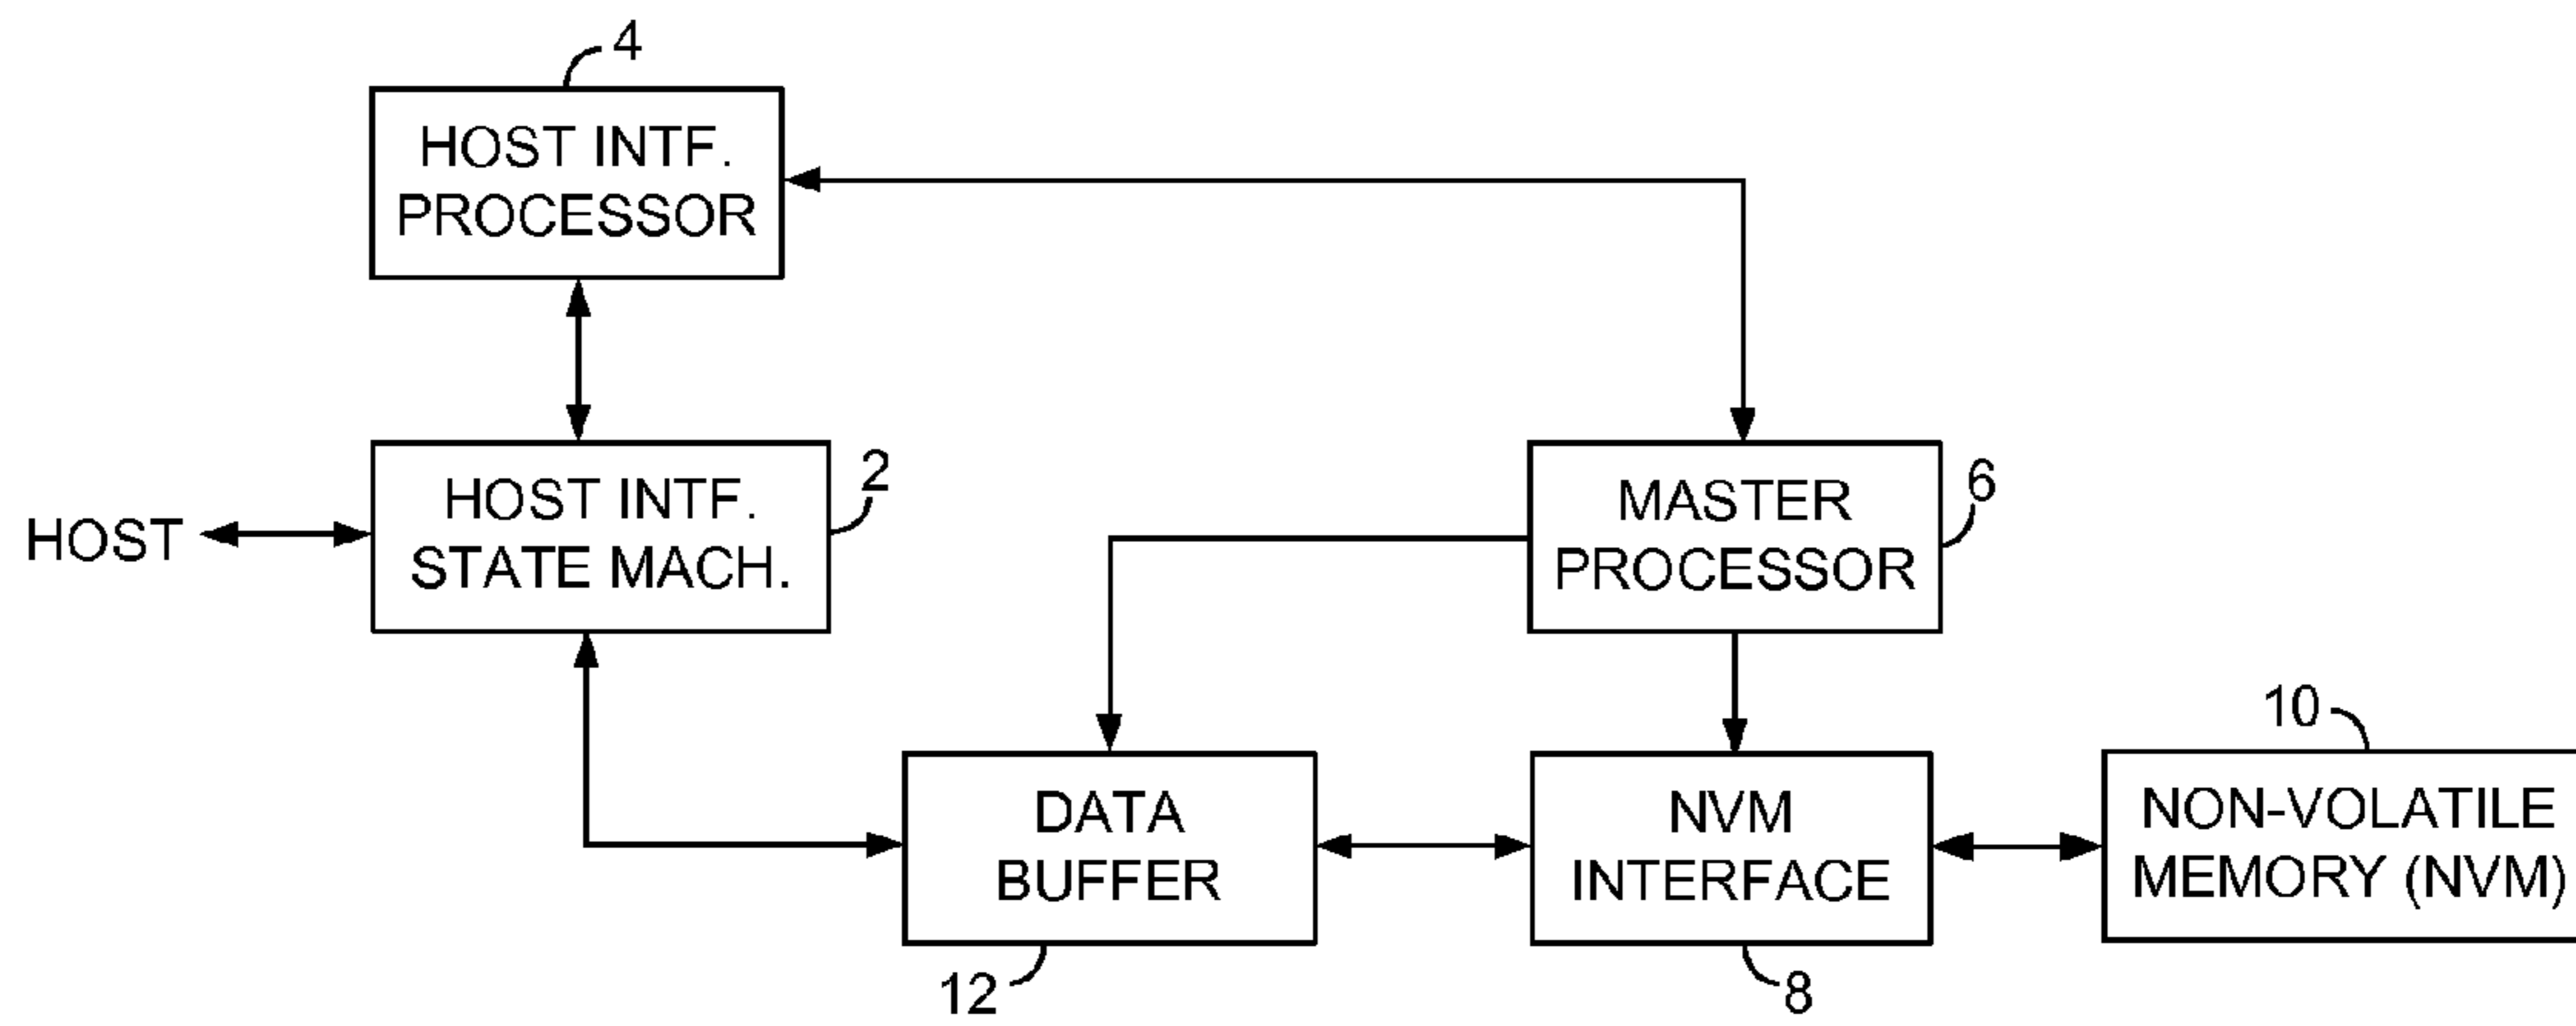 4
HOST INTF.
PROCESSOR
HOST
HOST INTF.
STATE MACH.
2
MASTER
PROCESSOR
6
DATA
BUFFER
12
NVM
INTERFACE
8
10
NON-VOLATILE
MEMORY (NVM)